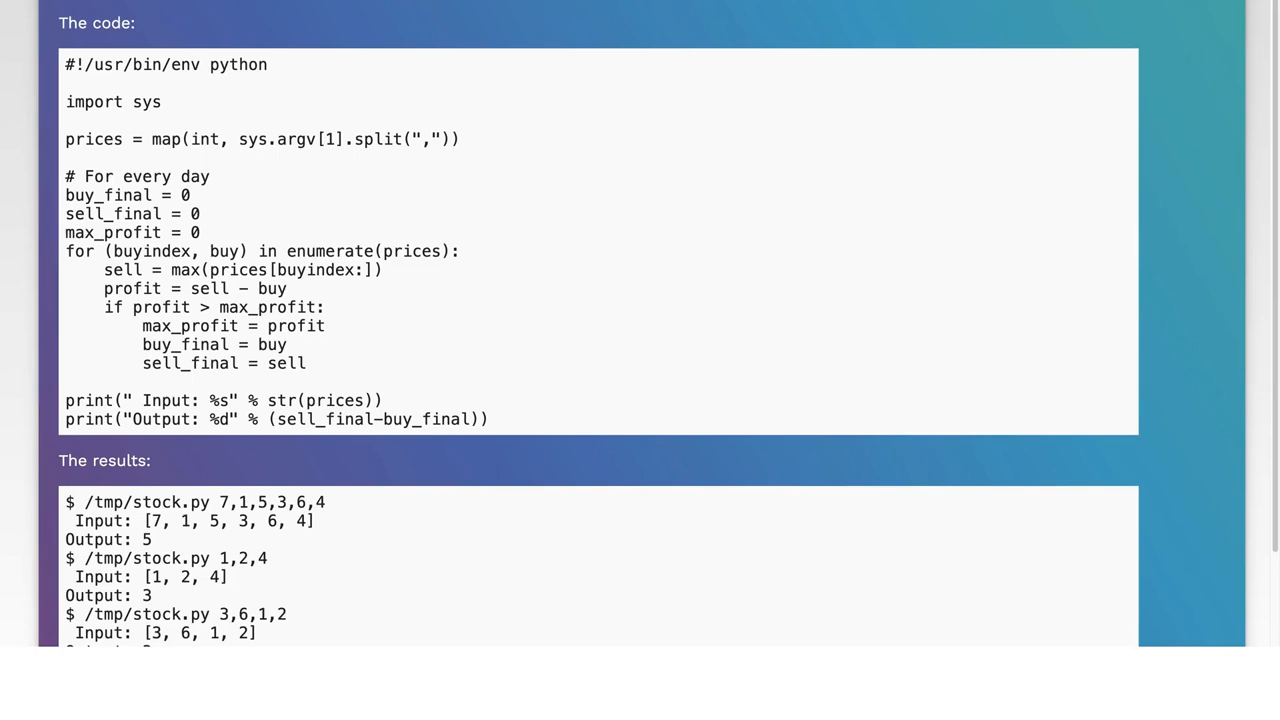 The code:
#!/usr/bin/env python
import sys
prices = map(int, sys.argv[1].split(","))
# For every day
buy_final = 0
sell_final = 0
max_profit = 0
for (buyindex, buy) in enumerate(prices):
    sell = max(prices[buyindex:])
    profit = sell - buy
    if profit > max_profit:
        max_profit = profit
        buy_final = buy
        sell_final = sell
print(" Input: %s" % str(prices))
print("Output: %d" % (sell_final-buy_final))
The results:
$ /tmp/stock.py 7,1,5,3,6,4
 Input: [7, 1, 5, 3, 6, 4]
Output: 5
$ /tmp/stock.py 1,2,4
 Input: [1, 2, 4]
Output: 3
$ /tmp/stock.py 3,6,1,2
 Input: [3, 6, 1, 2]